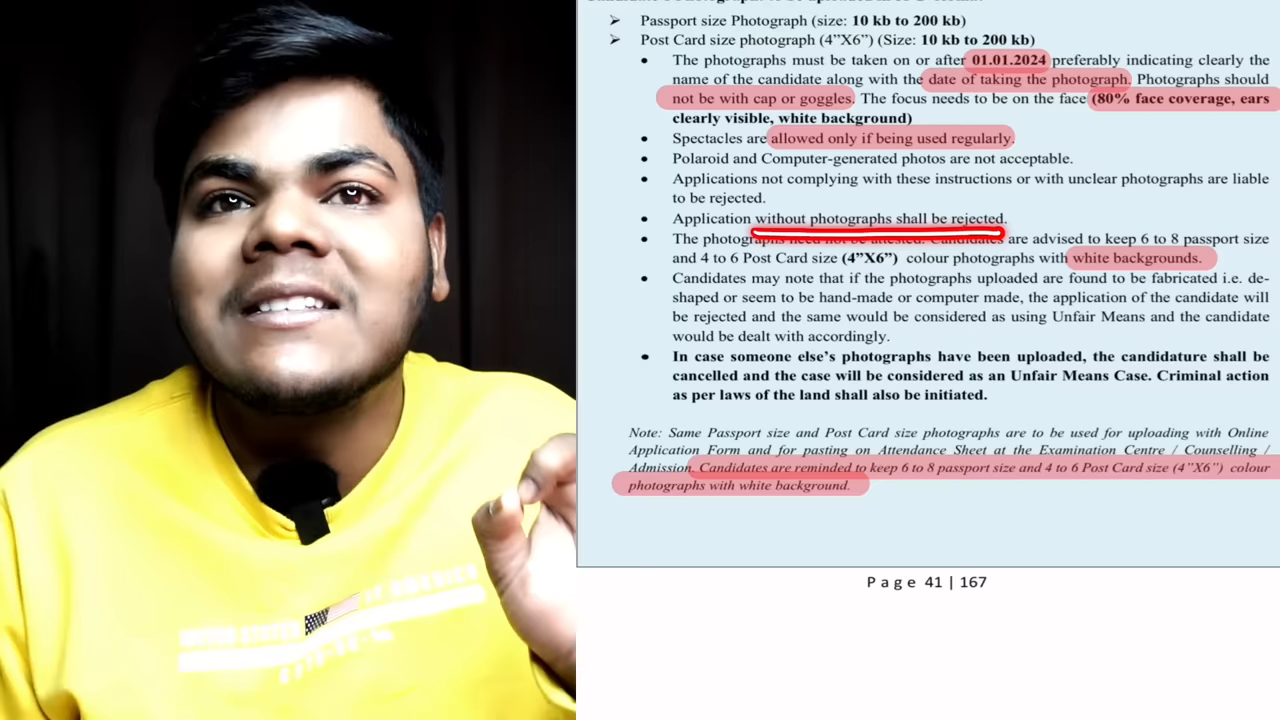 Passport size Photograph (size: 10 kb to 200 kb)
Post Card size photograph (4”X6”) (Size: 10 kb to 200 kb)
The photographs must be taken on or after 01.01.2024 preferably indicating clearly the
name of the candidate along with the date of taking the photograph. Photographs should
not be with cap or goggles. The focus needs to be on the face (80% face coverage, ears
clearly visible, white background)
Spectacles are allowed only if being used regularly.
Polaroid and Computer-generated photos are not acceptable.
Applications not complying with these instructions or with unclear photographs are liable
to be rejected.
Application without photographs shall be rejected.
The photographs need not be attested. Candidates are advised to keep 6 to 8 passport size
and 4 to 6 Post Card size (4”X6”) colour photographs with white backgrounds.
Candidates may note that if the photographs uploaded are found to be fabricated i.e. de-
shaped or seem to be hand-made or computer made, the application of the candidate will
be rejected and the same would be considered as using Unfair Means and the candidate
would be dealt with accordingly.
In case someone else’s photographs have been uploaded, the candidature shall be
cancelled and the case will be considered as an Unfair Means Case. Criminal action
as per laws of the land shall also be initiated.
Note: Same Passport size and Post Card size photographs are to be used for uploading with Online
Application Form and for pasting on Attendance Sheet at the Examination Centre / Counselling /
Admission. Candidates are reminded to keep 6 to 8 passport size and 4 to 6 Post Card size (4”X6”) colour
photographs with white background.
Page 41 | 167
UNITED STATES